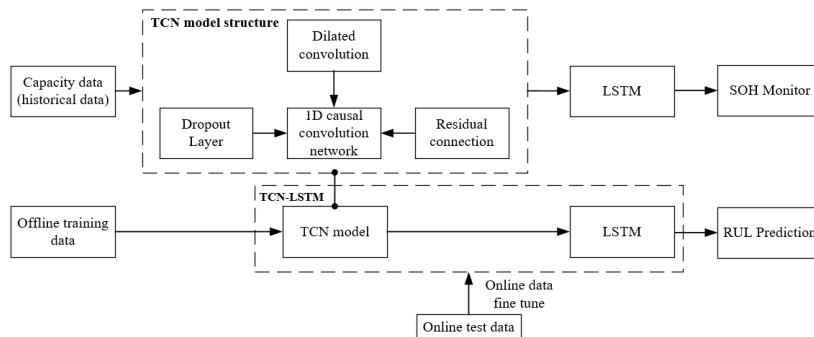 TCN model structure
Dilated
convolution
Capacity data
(historical data)
LSTM
SOH Monitor
Dropout
Layer
1D causal
convolution
network
Residual
connection
TCN-LSTM
Offline training
data
TCN model
LSTM
RUL Prediction
Online data
fine tune
Online test data